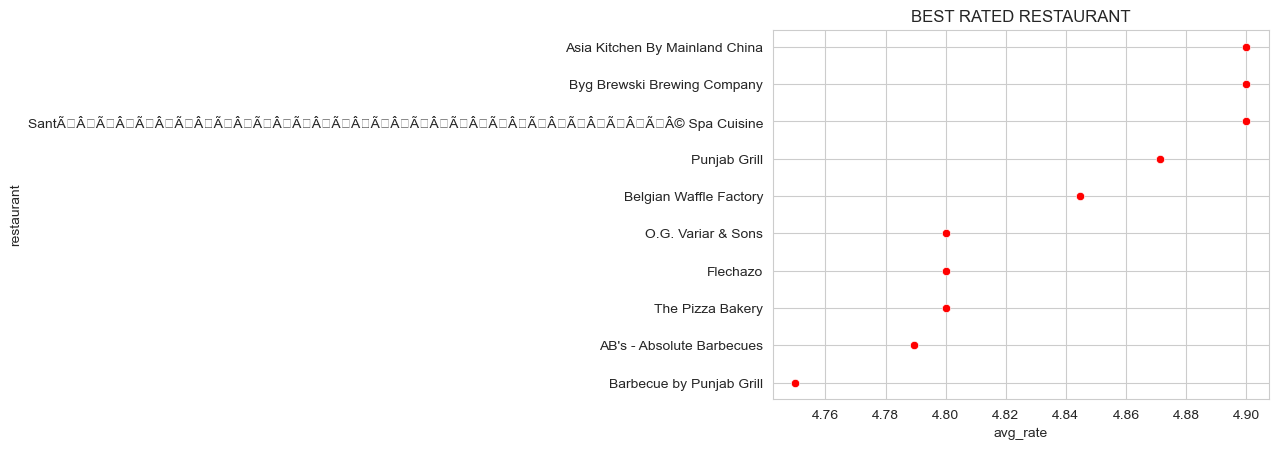 BEST RATED RESTAURANT
Asia Kitchen By Mainland China
Byg Brewski Brewing Company
SantÃ□Â□Ã□Â□Ã□Â□Ã□Â□Ã□Â□Ã□Â□Ã□Â□Ã□Â□Ã□Â□Ã□Â□Ã□Â□Ã□Â□Ã□Â□Ã□Â□Ã□Â□Ã□Â© Spa Cuisine
Punjab Grill
restaurant
Belgian Waffle Factory
O.G. Variar & Sons
Flechazo
The Pizza Bakery
AB's - Absolute Barbecues
Barbecue by Punjab Grill
4.76 4.78 4.80 4.82 4.84 4.86 4.88 4.90
avg_rate